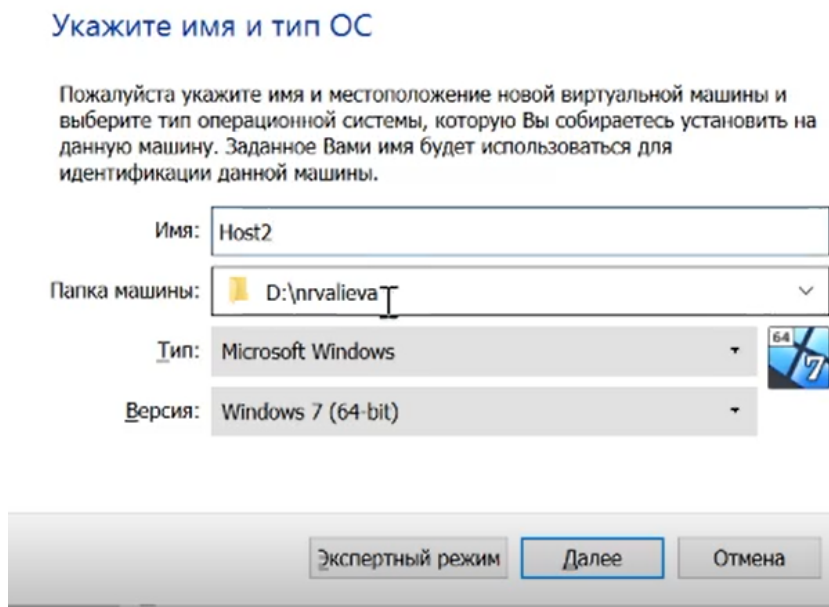 Укажите имя и тип ОС
Пожалуйста укажите имя и местоположение новой виртуальной машины и
выберите тип операционной системы, которую Вы собираетесь установить на
данную машину. Заданное Вами имя будет использоваться для
идентификации данной машины.
Имя: Host2
Папка машины: D:\nrvalieva
Тип: Microsoft Windows
64
7
Версия: Windows 7 (64-bit)
Экспертный режим Далее Отмена